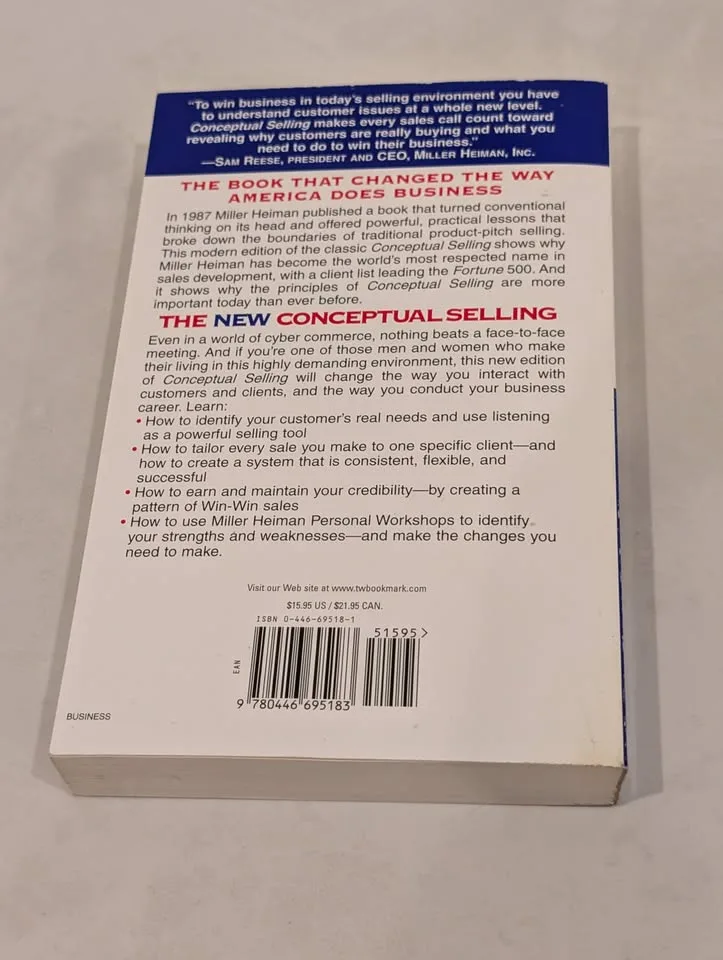 "To win business in today's selling environment you have
to understand customer issues at a whole new level.
Conceptual Selling makes every sales call count toward
revealing why customers are really buying and what you
need to do to win their business."
—SAM REESE, PRESIDENT AND CEO, MILLER HEIMAN, INC.
THE BOOK THAT CHANGED THE WAY
AMERICA DOES BUSINESS
In 1987 Miller Heiman published a book that turned conventional
thinking on its head and offered powerful, practical lessons that
broke down the boundaries of traditional product-pitch selling.
This modern edition of the classic Conceptual Selling shows why
Miller Heiman has become the world's most respected name in
sales development, with a client list leading the Fortune 500. And
it shows why the principles of Conceptual Selling are more
important today than ever before.
THE NEW CONCEPTUAL SELLING
Even in a world of cyber commerce, nothing beats a face-to-face
meeting. And if you're one of those men and women who make
their living in this highly demanding environment, this new edition
of Conceptual Selling will change the way you interact with
customers and clients, and the way you conduct your business
career. Learn:
• How to identify your customer's real needs and use listening
as a powerful selling tool
• How to tailor every sale you make to one specific client—and
how to create a system that is consistent, flexible, and
successful
• How to earn and maintain your credibility—by creating a
pattern of Win-Win sales
• How to use Miller Heiman Personal Workshops to identify
your strengths and weaknesses—and make the changes you
need to make.
Visit our Web site at www.twbookmark.com
$15.95 US / $21.95 CAN.
ISBN 0-446-69518-1
51595>
EAN
9 780446 695183
BUSINESS